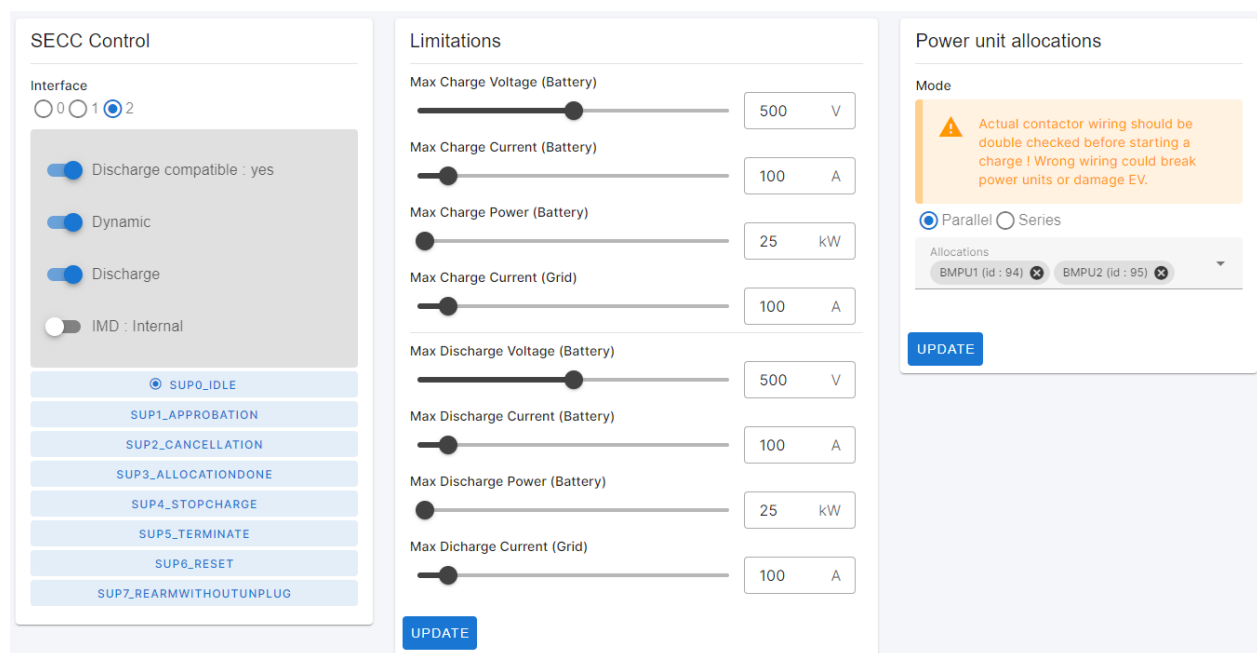 SECC Control
Interface
0 1 2
Discharge compatible : yes
Dynamic
Discharge
IMD : Internal
SUP0_IDLE
SUP1_APPROBATION
SUP2_CANCELLATION
SUP3_ALLOCATIONDONE
SUP4_STOPCHARGE
SUP5_TERMINATE
SUP6_RESET
SUP7_REARMWITHOUTUNPLUG
Limitations
Max Charge Voltage (Battery)
500 V
Max Charge Current (Battery)
100 A
Max Charge Power (Battery)
25 kW
Max Charge Current (Grid)
100 A
Max Discharge Voltage (Battery)
500 V
Max Discharge Current (Battery)
100 A
Max Discharge Power (Battery)
25 kW
Max Dicharge Current (Grid)
100 A
UPDATE
Power unit allocations
Mode
Actual contactor wiring should be
double checked before starting a
charge ! Wrong wiring could break
power units or damage EV.
Parallel Series
Allocations
BMPU1 (id : 94) BMPU2 (id : 95)
UPDATE